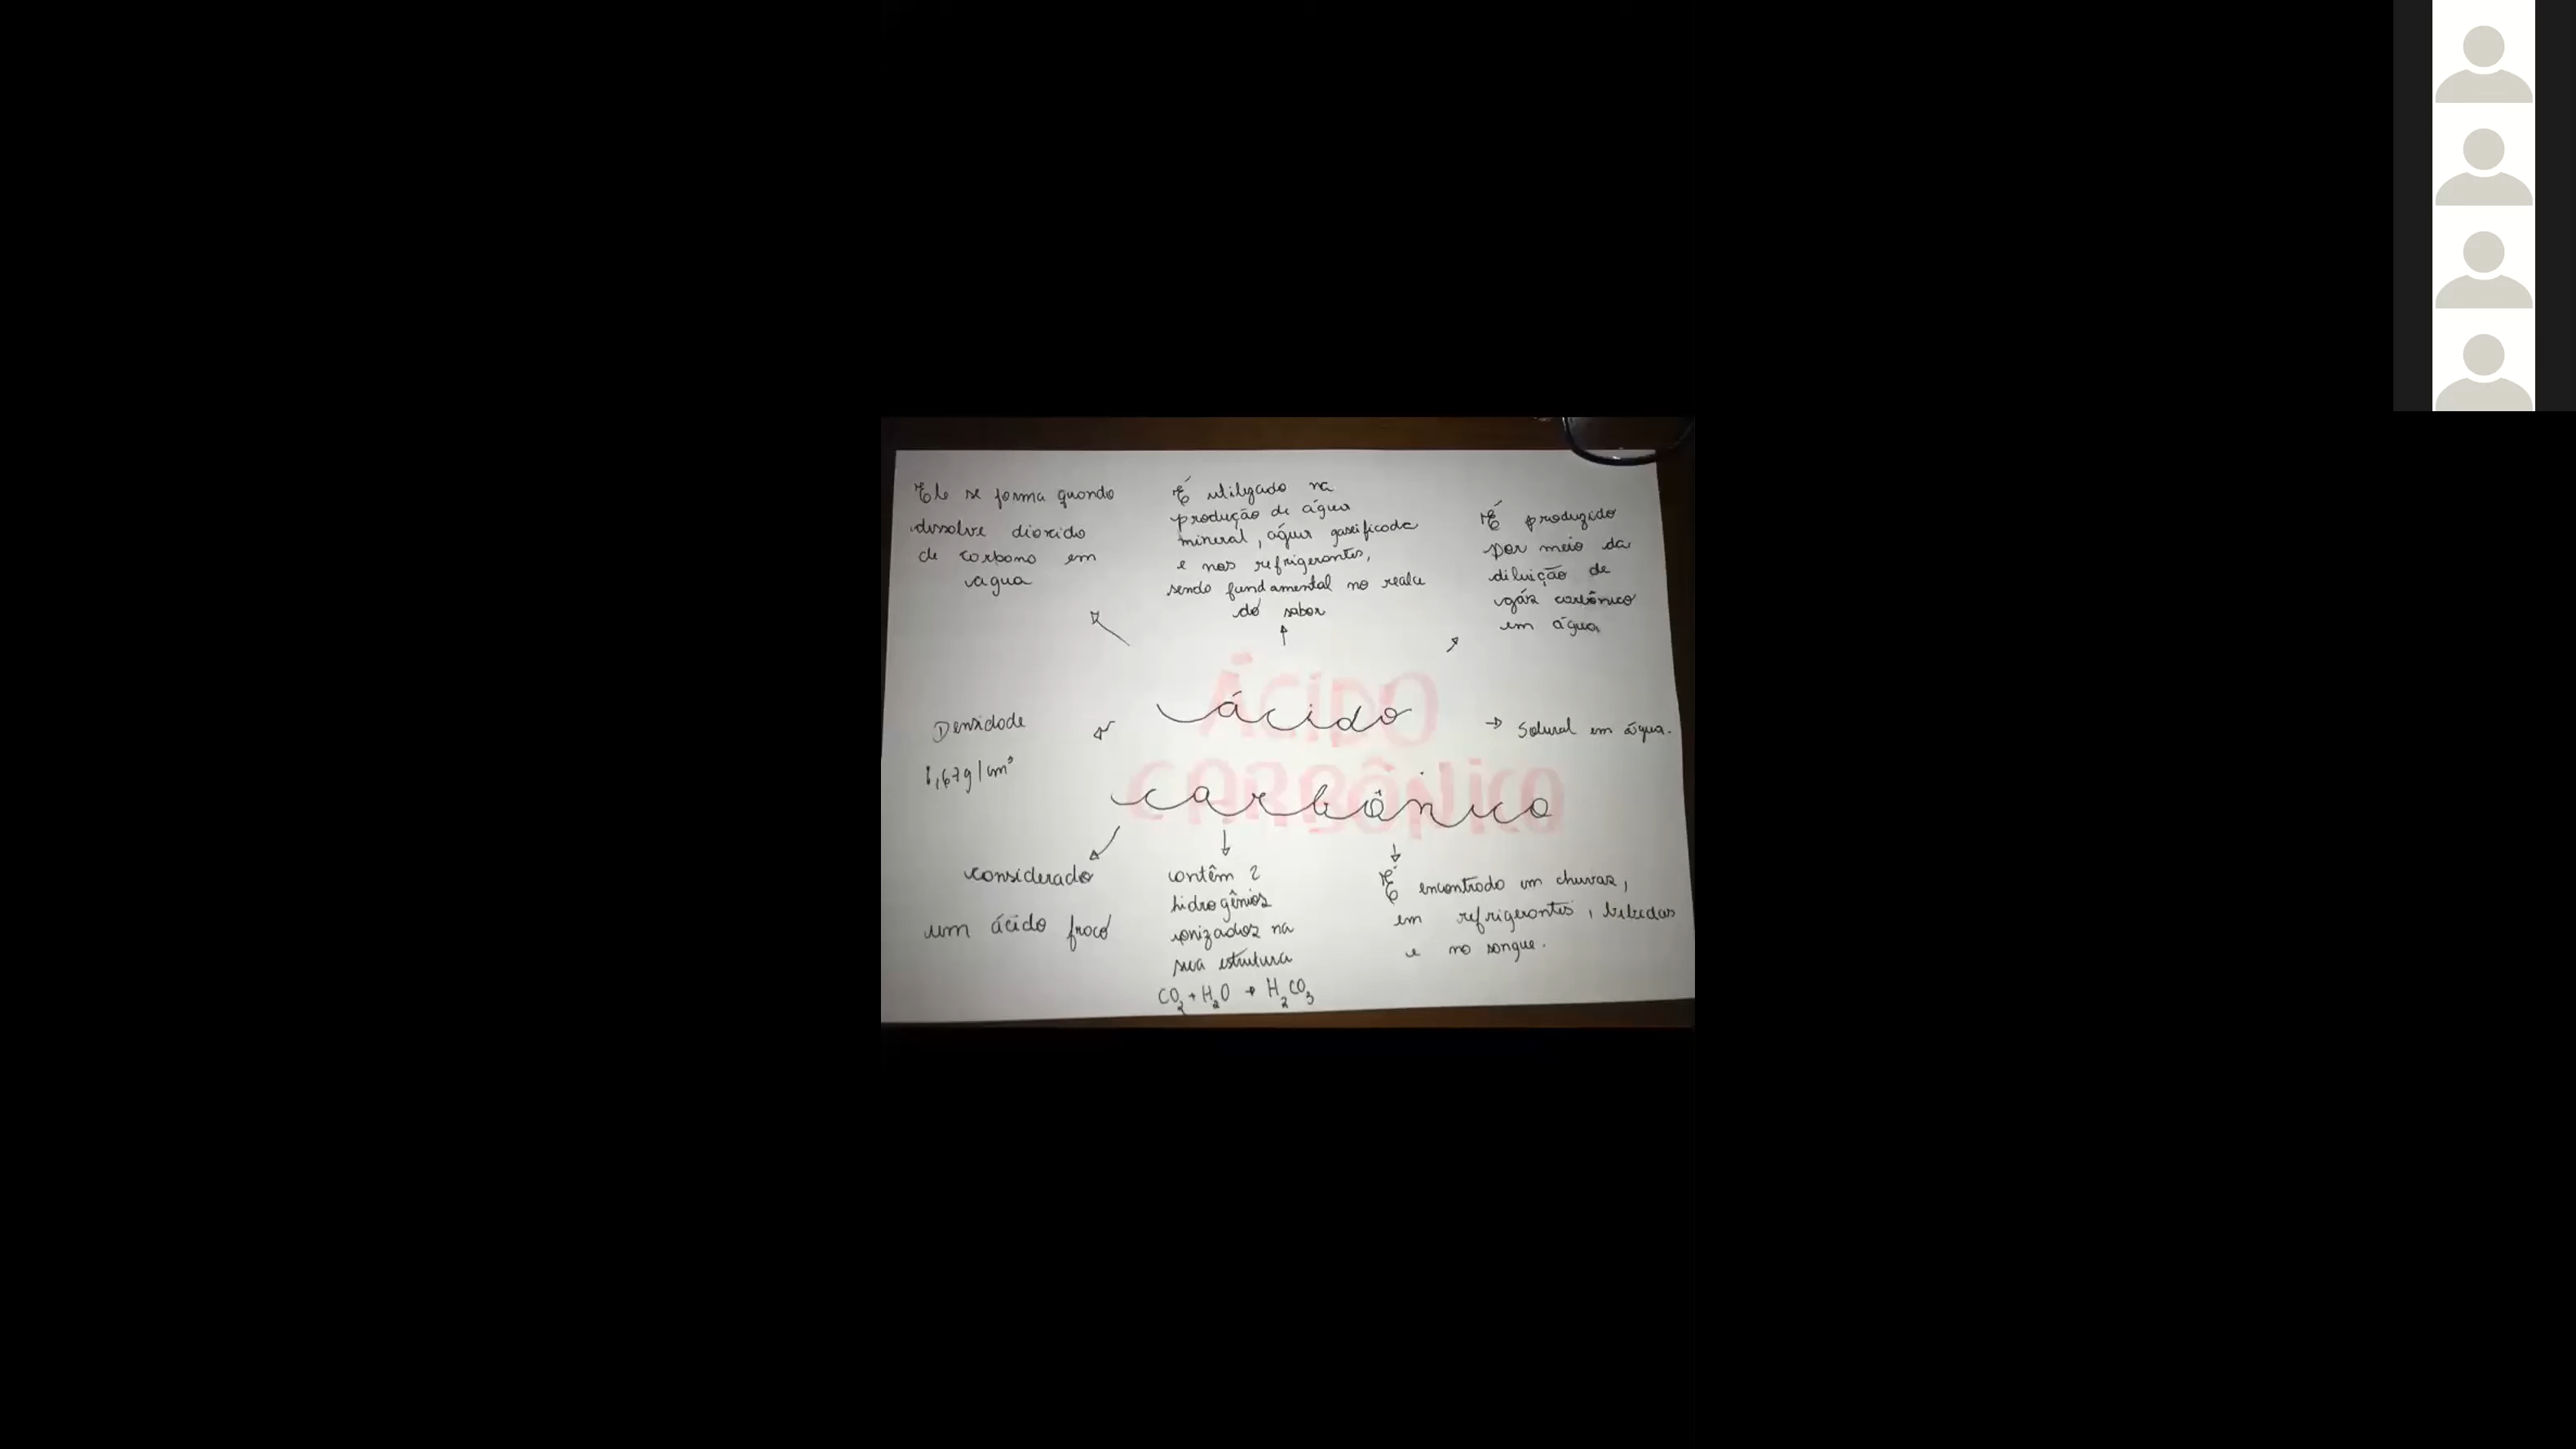 Ele se forma quando
dissolve dioxido
de carbono em
agua
É utilizado na
produção de água
mineral, água gaseificada
e nos refrigerantes,
sendo fundamental no realce
do sabor
É produzido
por meio da
diluição de
gás carbônico
em água
ÁCIDO
CARBÔNICO
ácido
carbônico
Densidade
1,67g/cm³
→ Soluval em água.
considerado
um ácido fraco
contêm 2
hidrogênios
ionizados na
sua estrutura
CO₂ + H₂O → H₂CO₃
É encontrado em chuvas,
em refrigerantes, bebidas
e no sangue.